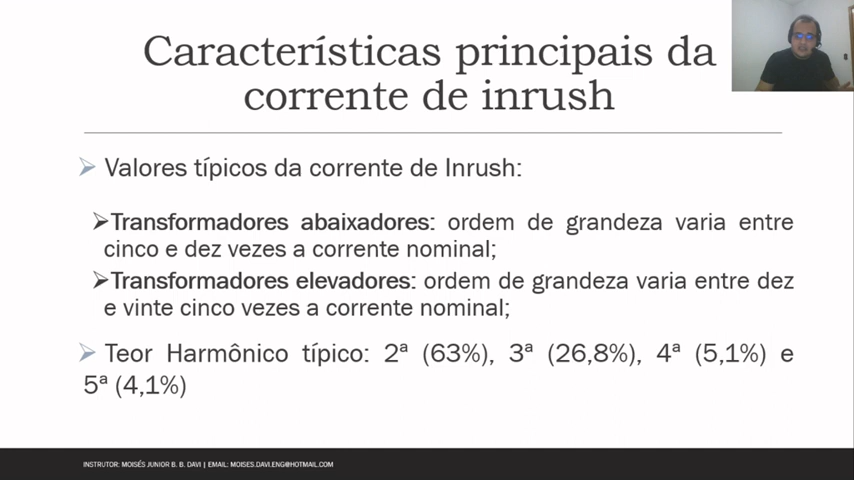 Características principais da
corrente de inrush
Valores típicos da corrente de Inrush:
Transformadores abaixadores: ordem de grandeza varia entre
cinco e dez vezes a corrente nominal;
Transformadores elevadores: ordem de grandeza varia entre dez
e vinte cinco vezes a corrente nominal;
Teor Harmônico típico: 2ª (63%), 3ª (26,8%), 4ª (5,1%) e
5ª (4,1%)
INSTRUTOR: MOISÉS JUNIOR B. B. DAVI | EMAIL: MOISES.DAVI.ENG@HOTMAIL.COM